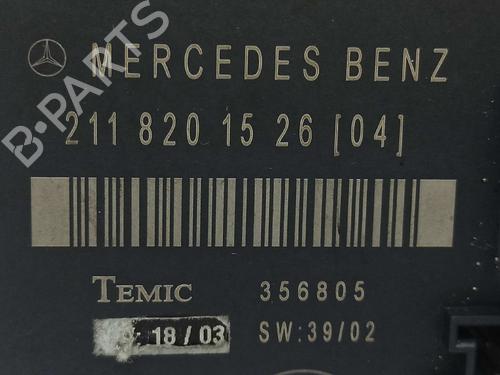 MERCEDES BENZ
211 820 15 26 [04]
TEMIC 356805
18/03 SW:39/02
B-PARTS